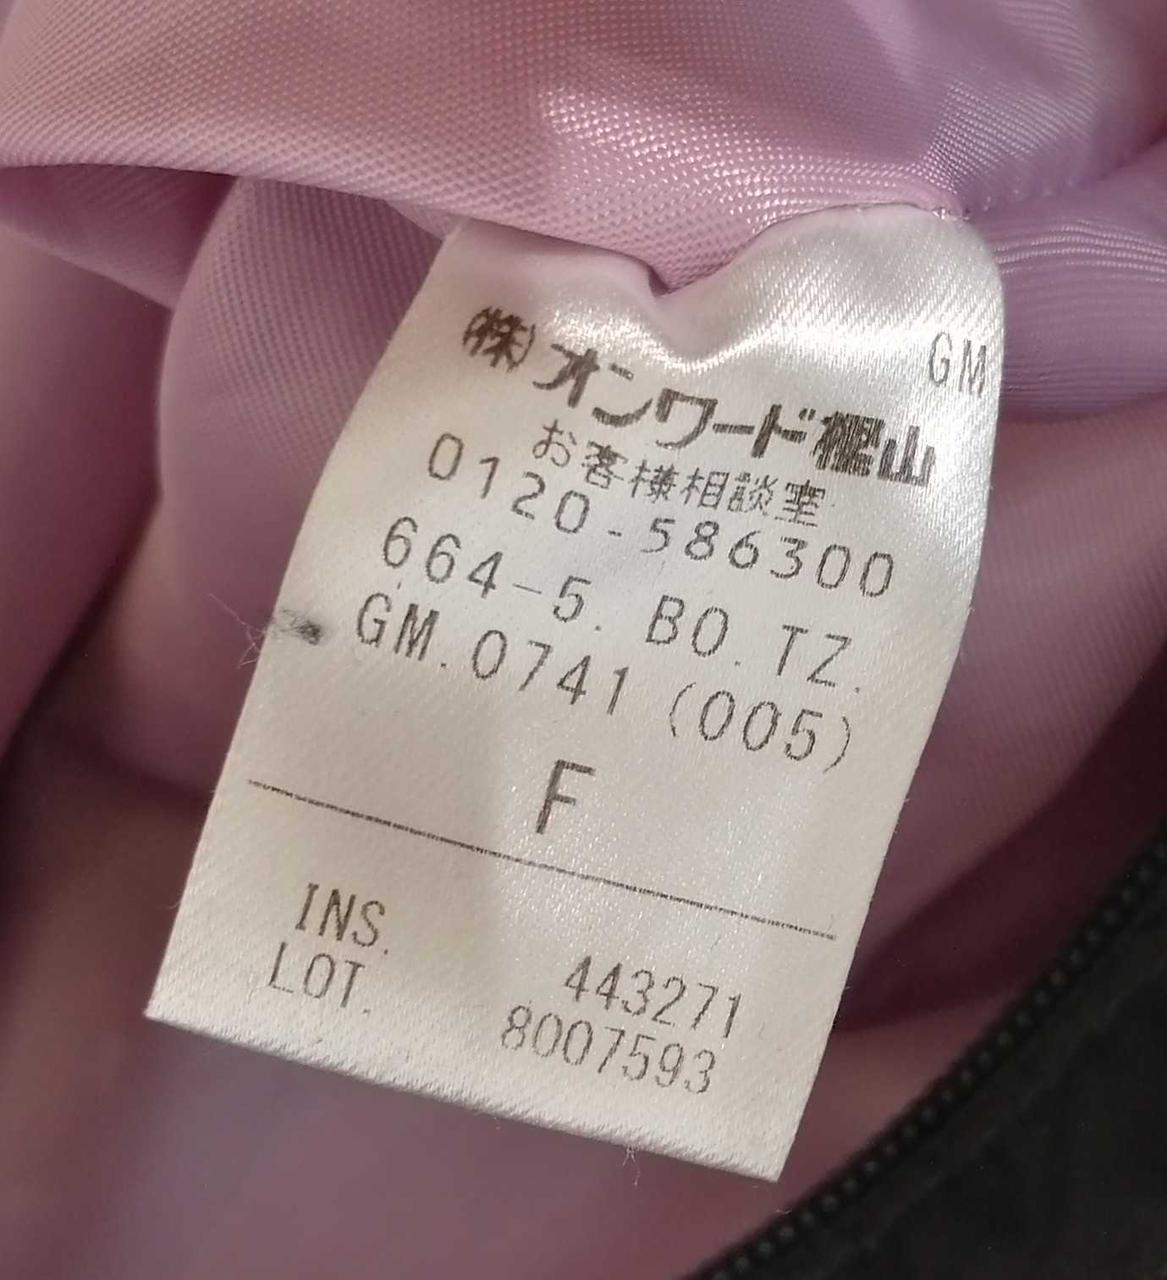 GM
(株)オンワード樫山
お客様相談室
0120-586300
664-5. BO. TZ.
GM. 0741 (005)
F
INS. 443271
LOT. 8007593